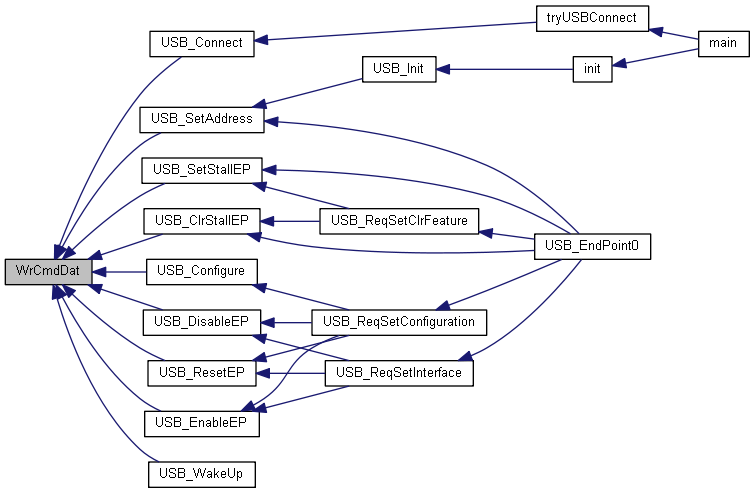 tryUSBConnect
USB_Connect
main
USB_Init
init
USB_SetAddress
USB_SetStallEP
USB_ClrStallEP
USB_ReqSetClrFeature
USB_EndPoint0
WrCmdDat
USB_Configure
USB_DisableEP
USB_ReqSetConfiguration
USB_ResetEP
USB_ReqSetInterface
USB_EnableEP
USB_WakeUp